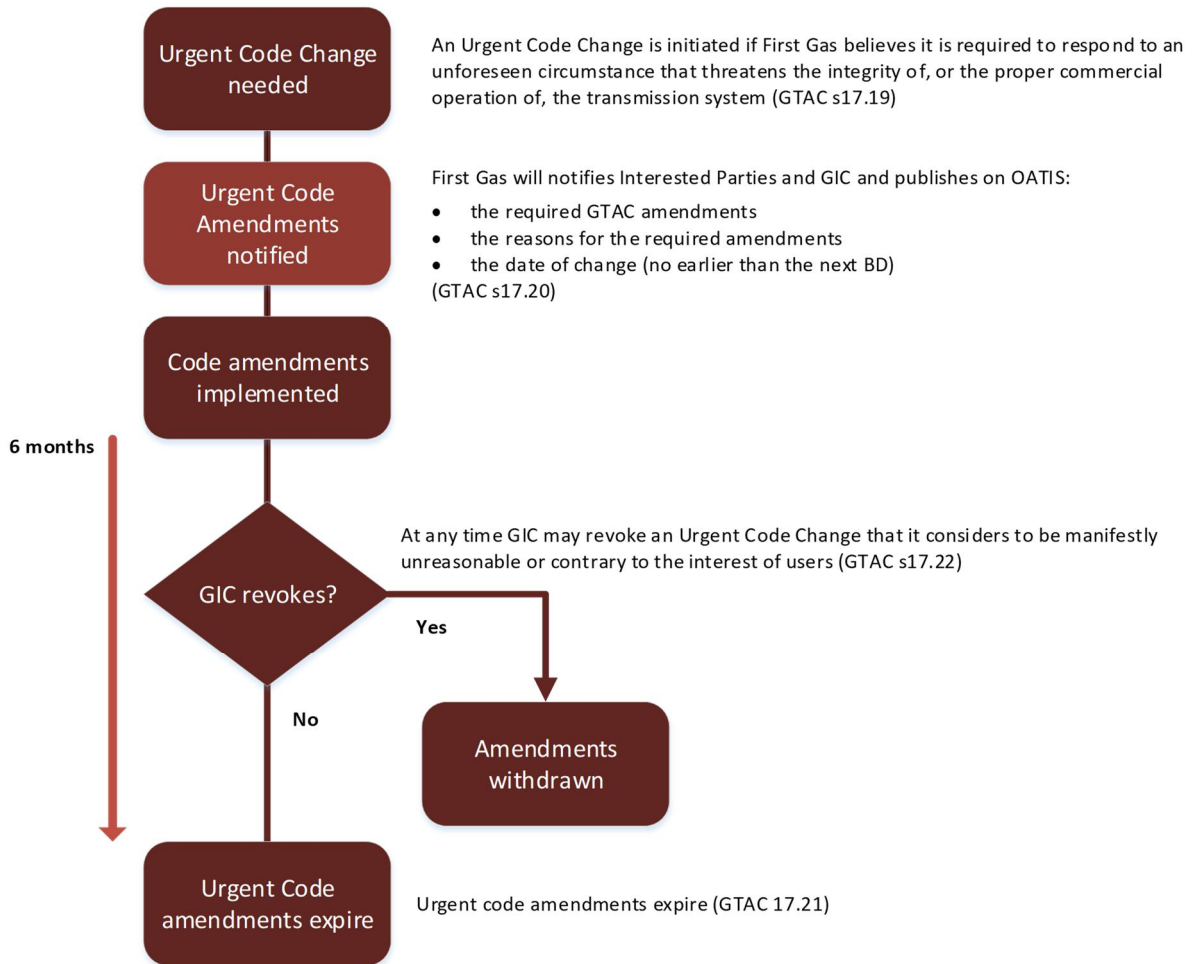 Urgent Code Change
needed
An Urgent Code Change is initiated if First Gas believes it is required to respond to an
unforeseen circumstance that threatens the integrity of, or the proper commercial
operation of, the transmission system (GTAC s17.19)
Urgent Code
Amendments
notified
First Gas will notifies Interested Parties and GIC and publishes on OATIS:
• the required GTAC amendments
• the reasons for the required amendments
• the date of change (no earlier than the next BD)
(GTAC s17.20)
Code amendments
implemented
6 months
At any time GIC may revoke an Urgent Code Change that it considers to be manifestly
unreasonable or contrary to the interest of users (GTAC s17.22)
GIC revokes?
Yes
No
Amendments
withdrawn
Urgent Code
amendments expire
Urgent code amendments expire (GTAC 17.21)